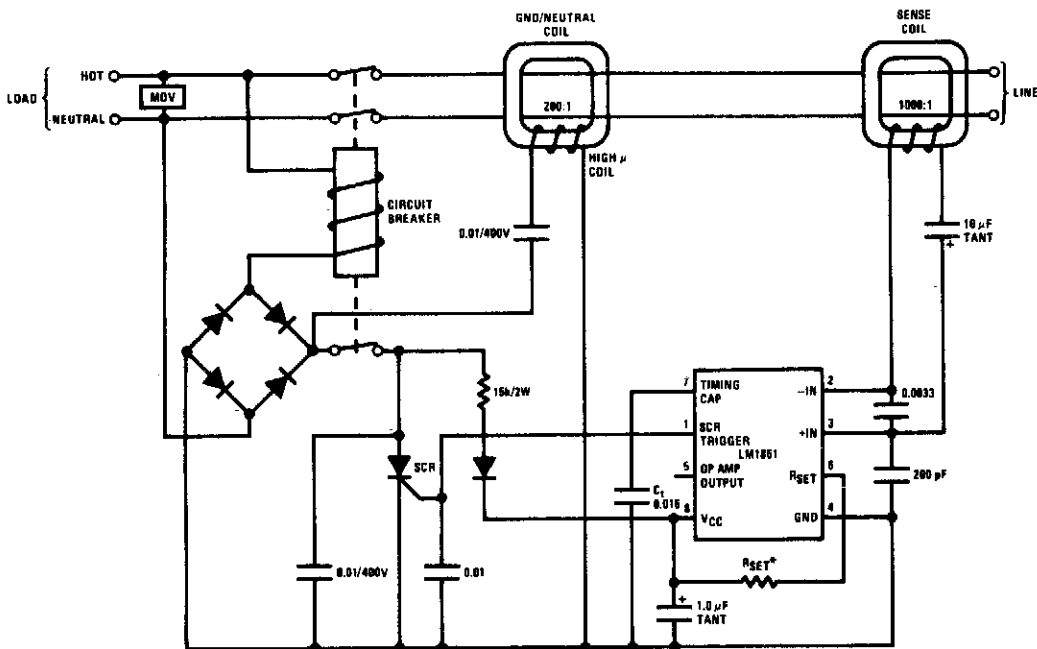 GND/NEUTRAL
COIL
SENSE
COIL
HOT
LOAD
MOV
NEUTRAL
200:1
1000:1
LINE
HIGH μ
COIL
CIRCUIT
BREAKER
0.01/400V
10 μF
TANT
+
15k/2W
7
TIMING
CAP
2
-IN
0.0033
1
SCR
TRIGGER
3
+IN
LM1851
SCR
5
OP AMP
OUTPUT
6
RSET
200 pF
Ct
0.015
8
VCC
GND
4
0.01/400V
0.01
RSET*
+
1.0 μF
TANT